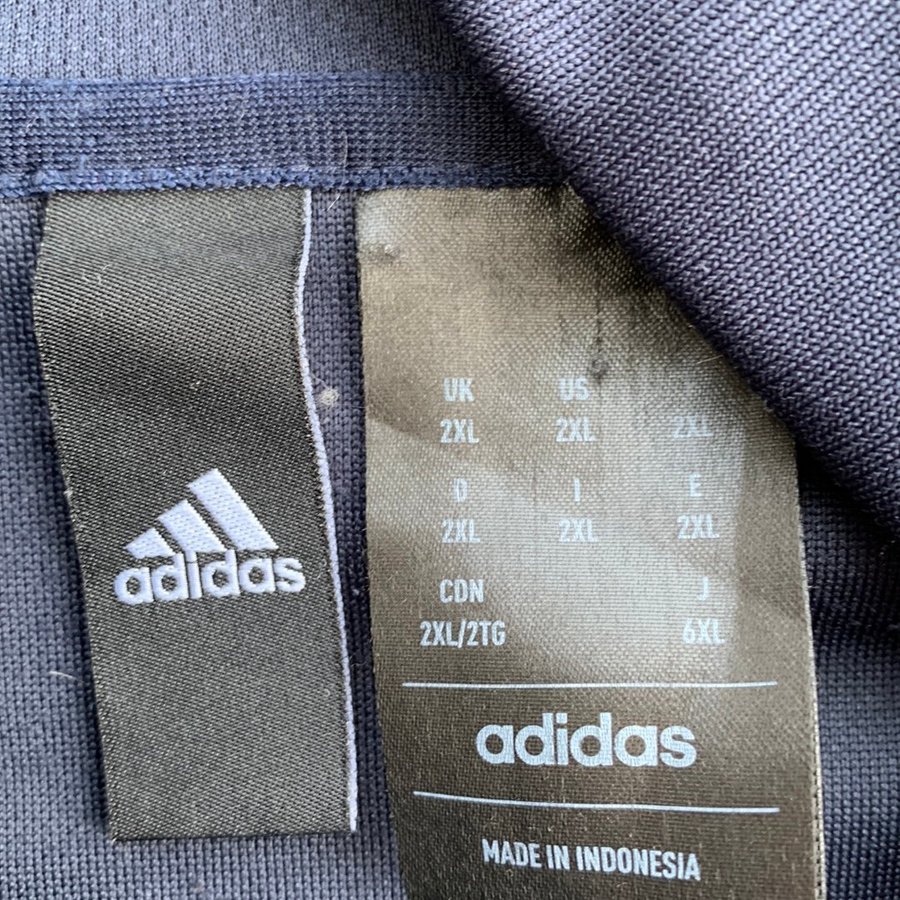 adidas
UK US
2XL 2XL 2XL
D I E
2XL 2XL 2XL
CDN J
2XL/2TG 6XL
adidas
MADE IN INDONESIA